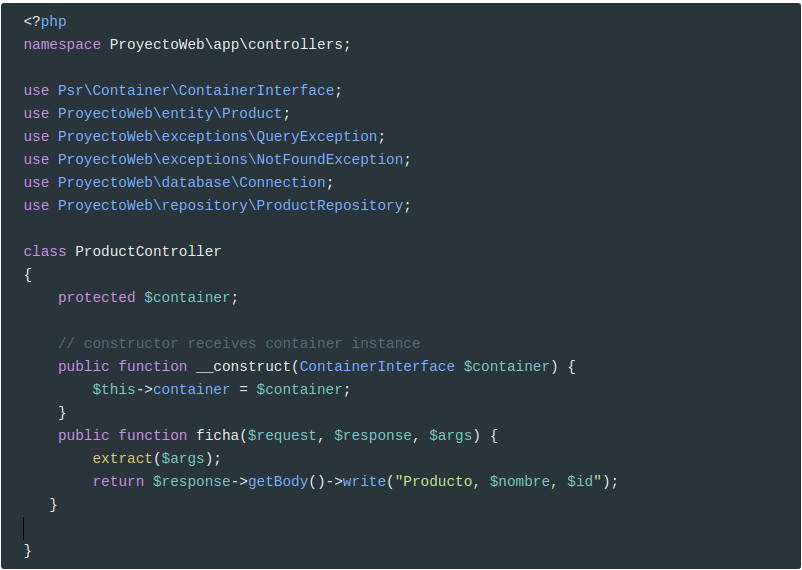 <?php
namespace ProyectoWeb\app\controllers;

use Psr\Container\ContainerInterface;
use ProyectoWeb\entity\Product;
use ProyectoWeb\exceptions\QueryException;
use ProyectoWeb\exceptions\NotFoundException;
use ProyectoWeb\database\Connection;
use ProyectoWeb\repository\ProductRepository;

class ProductController
{
    protected $container;

    // constructor receives container instance
    public function __construct(ContainerInterface $container) {
        $this->container = $container;
    }
    public function ficha($request, $response, $args) {
        extract($args);
        return $response->getBody()->write("Producto, $nombre, $id");
   }

}